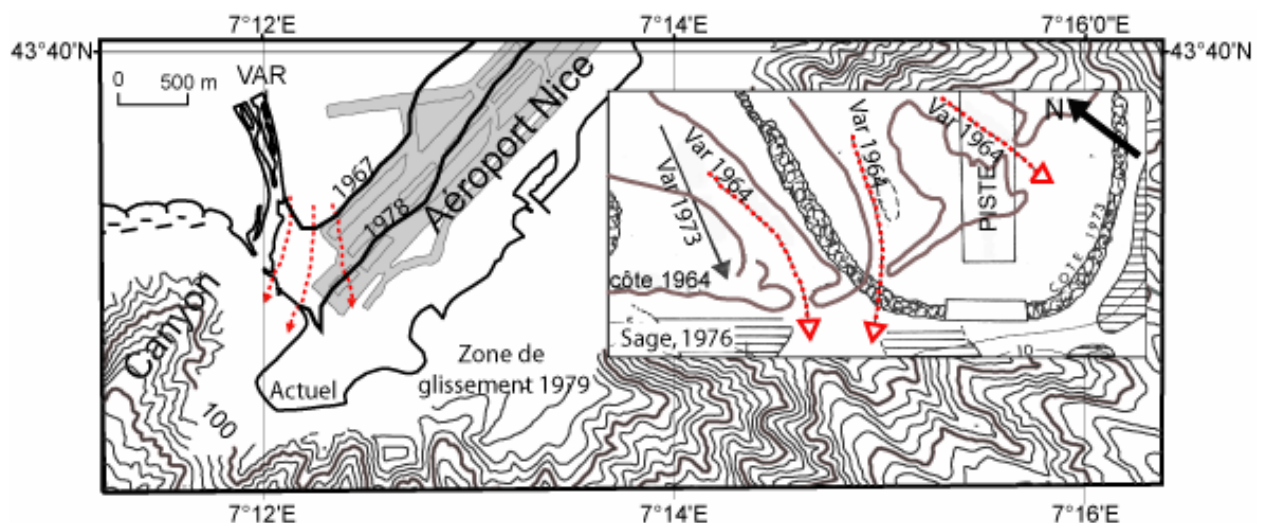 7°12'E 7°14'E 7°16'0"E
43°40'N 43°40'N
0 500 m
VAR
1967
1978
Aéroport Nice
Canyon
100
Actuel
Zone de
glissement 1979
Var 1964
Var 1964
Var 1964
N
Var 1973
PISTE
CÔTE 1973
côte 1964
Sage, 1976
10
7°12'E 7°14'E 7°16'E